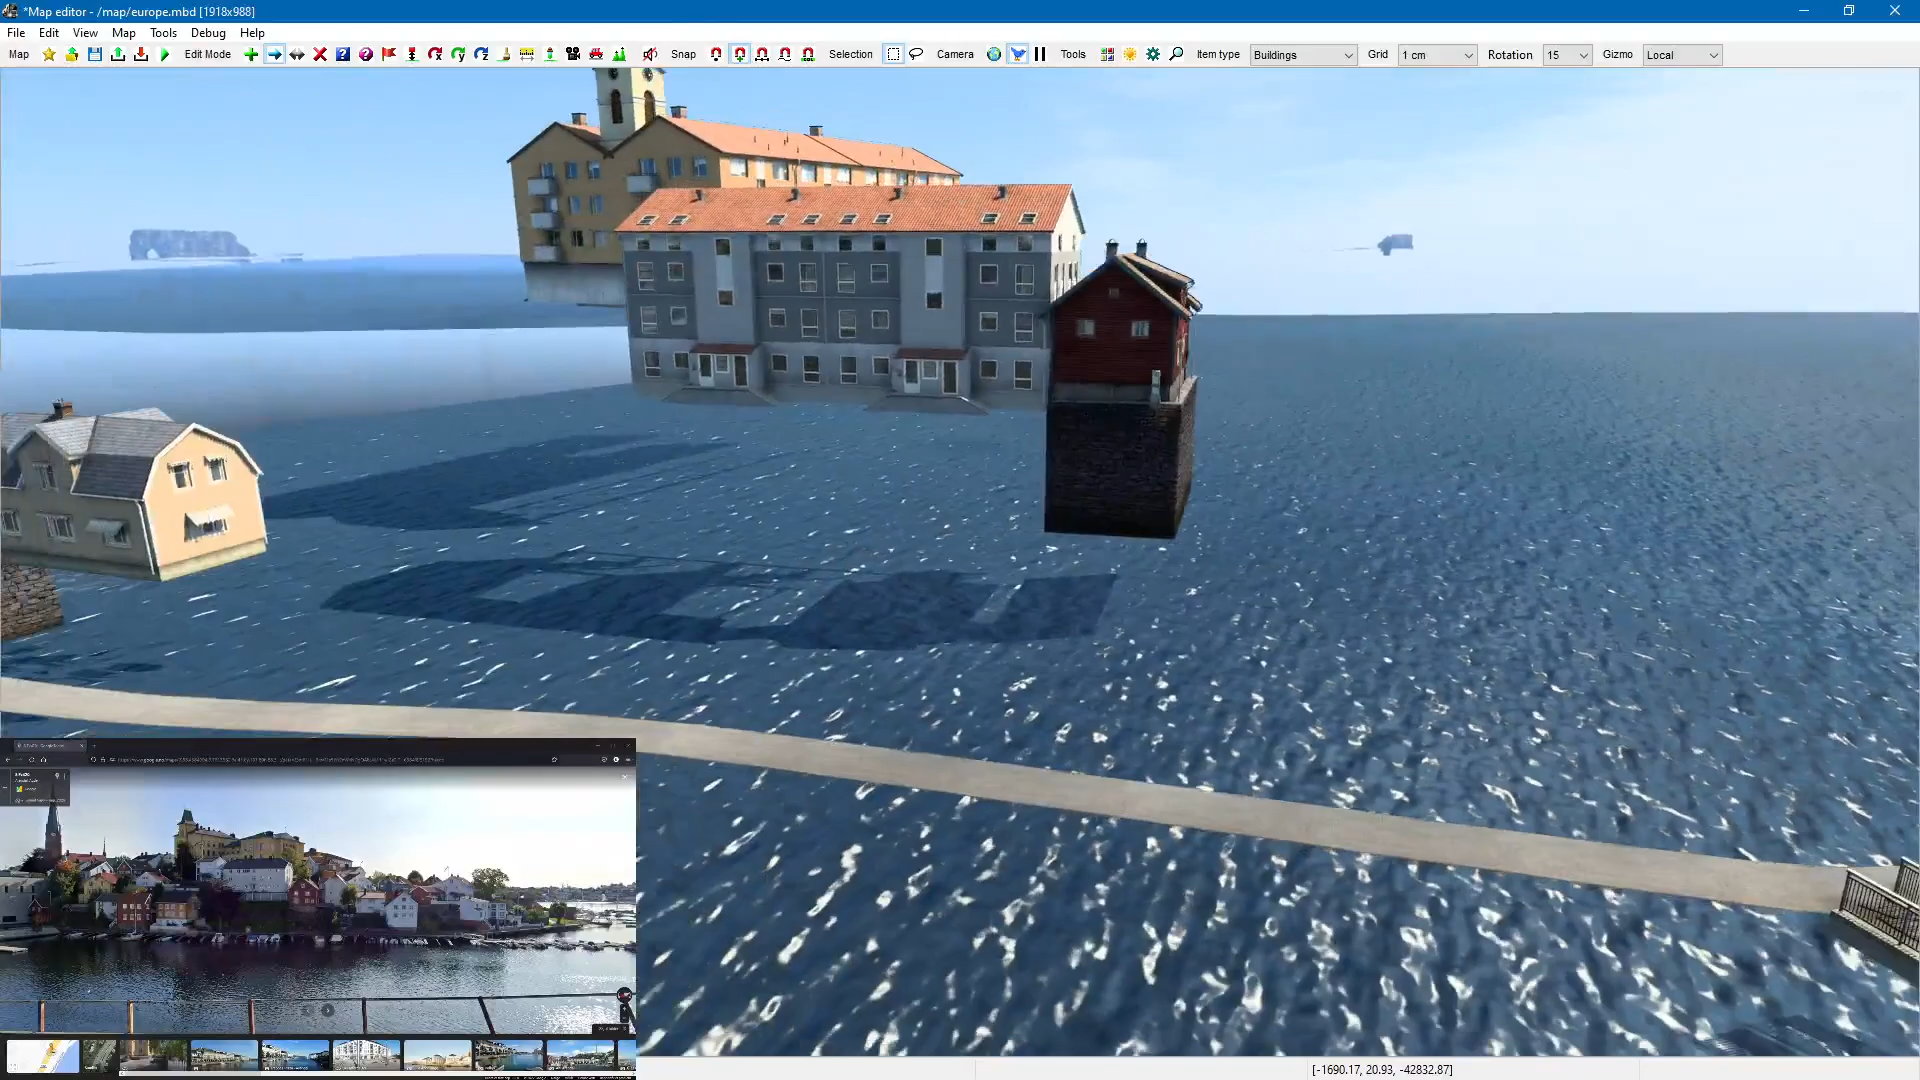 *Map editor - /map/europe.mbd [1918x988]
File Edit View Map Tools Debug Help
Map Edit Mode Snap Selection Camera Tools Item type Buildings Grid 1 cm Rotation 15 Gizmo Local
[-1690.17, 20.93, -42832.87]